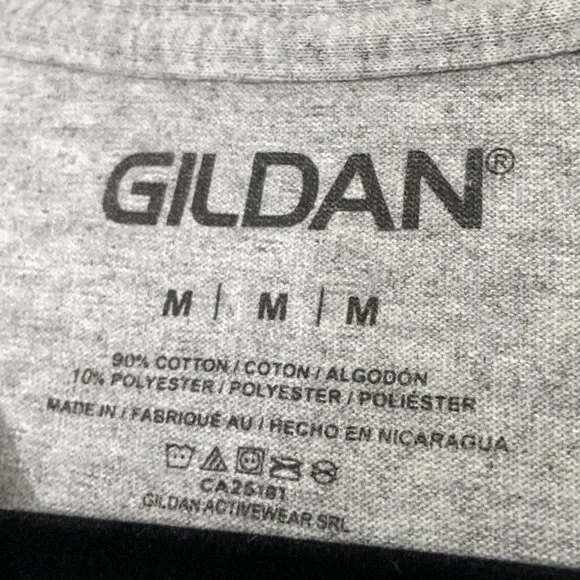 GILDAN®
M | M | M
90% COTTON / COTON / ALGODÓN
10% POLYESTER / POLYESTER / POLIÉSTER
MADE IN / FABRIQUÉ AU / HECHO EN NICARAGUA
CA25181
GILDAN ACTIVEWEAR SRL